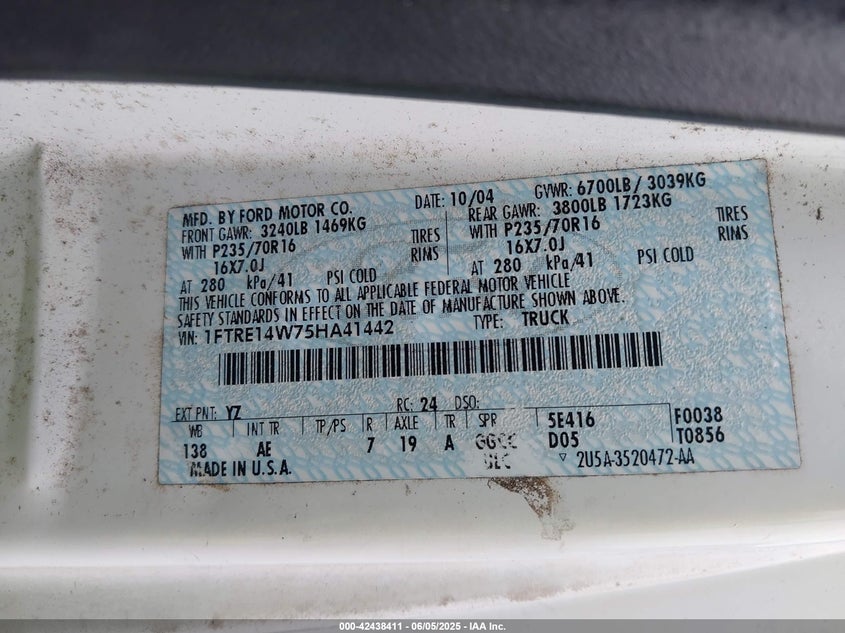 MFD. BY FORD MOTOR CO. DATE: 10/04 GVWR: 6700LB / 3039KG
FRONT GAWR: 3240LB 1469KG REAR GAWR: 3800LB 1723KG
WITH P235/70R16 TIRES WITH P235/70R16 TIRES
16X7.0J RIMS 16X7.0J RIMS
AT 280 kPa/41 PSI COLD AT 280 kPa/41 PSI COLD
THIS VEHICLE CONFORMS TO ALL APPLICABLE FEDERAL MOTOR VEHICLE
SAFETY STANDARDS IN EFFECT ON THE DATE OF MANUFACTURE SHOWN ABOVE.
VIN: 1FTRE14W75HA41442 TYPE: TRUCK
EXT PNT: YZ RC: 24 DSO:
WB INT TR TP/PS R AXLE TR SPR 5E416 F0038
138 AE 7 19 A D05 T0856
MADE IN U.S.A. 2U5A-3520472-AA
000-42438411 - 06/05/2025 - IAA Inc.